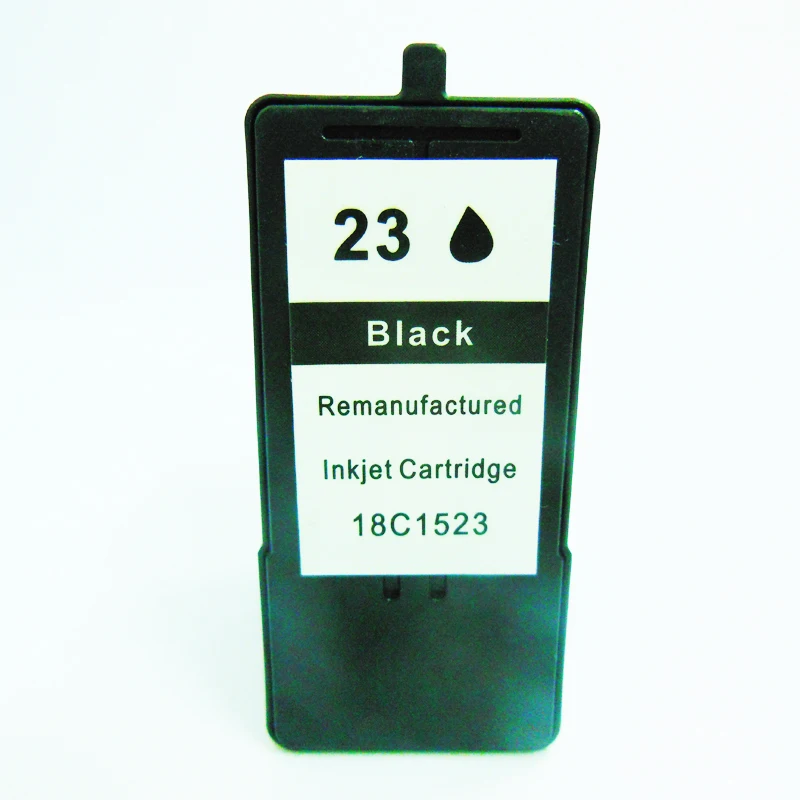 23
Black
Remanufactured
Inkjet Cartridge
18C1523